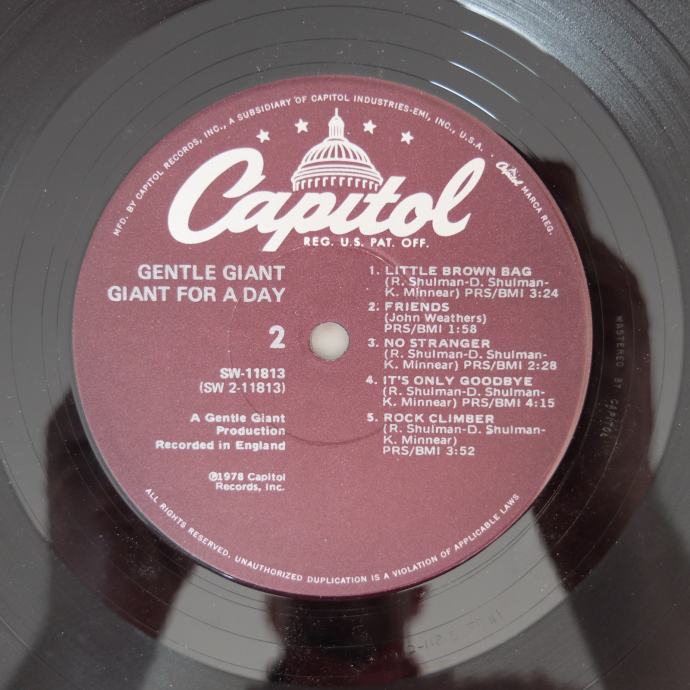 MFD. BY CAPITOL RECORDS, INC., A SUBSIDIARY OF CAPITOL INDUSTRIES-EMI, INC., U.S.A.
Capitol MARCA REG.
Capitol
REG. U.S. PAT. OFF.
GENTLE GIANT
GIANT FOR A DAY
2
SW-11813
(SW 2-11813)
A Gentle Giant
Production
Recorded in England
℗1978 Capitol
Records, Inc.
1. LITTLE BROWN BAG
(R. Shulman-D. Shulman-
K. Minnear) PRS/BMI 3:24
2. FRIENDS
(John Weathers)
PRS/BMI 1:58
3. NO STRANGER
(R. Shulman-D. Shulman-
K. Minnear) PRS/BMI 2:28
4. IT'S ONLY GOODBYE
(R. Shulman-D. Shulman-
K. Minnear) PRS/BMI 4:15
5. ROCK CLIMBER
(R. Shulman-D. Shulman-
K. Minnear)
PRS/BMI 3:52
ALL RIGHTS RESERVED. UNAUTHORIZED DUPLICATION IS A VIOLATION OF APPLICABLE LAWS
MASTERED BY CAPITOL